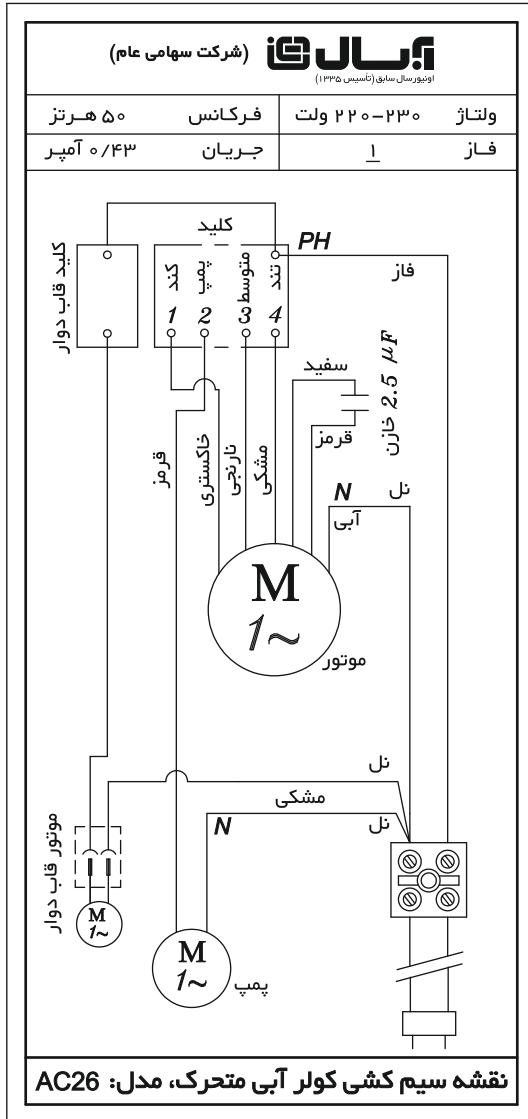 آبسال (شرکت سهامی عام)
اونیورسال سابق (تأسیس ۱۳۳۵)
ولتاژ ۲۲۰-۲۳۰ ولت فرکانس ۵۰ هرتز
فاز ۱ جریان ۰/۴۳ آمپر
کلید
PH
فاز
کلید قاب دوار
کند
پمپ
متوسط
تند
1 2 3 4
سفید
2.5 µF
خازن
قرمز
قرمز
خاکستری
نارنجی
مشکی
N
نل
آبی
M
1~
موتور
نل
مشکی
N
نل
موتور قاب دوار
M
1~
M
1~
پمپ
نقشه سیم کشی کولر آبی متحرک، مدل: AC26